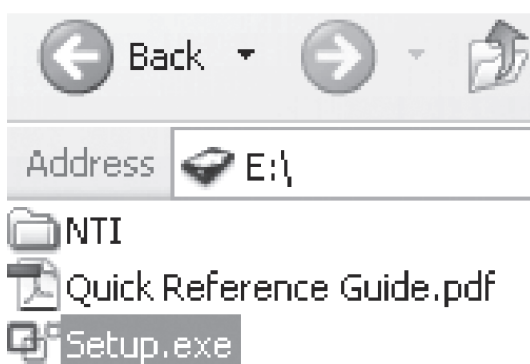 Back
Address E:\
NTI
Quick Reference Guide.pdf
Setup.exe